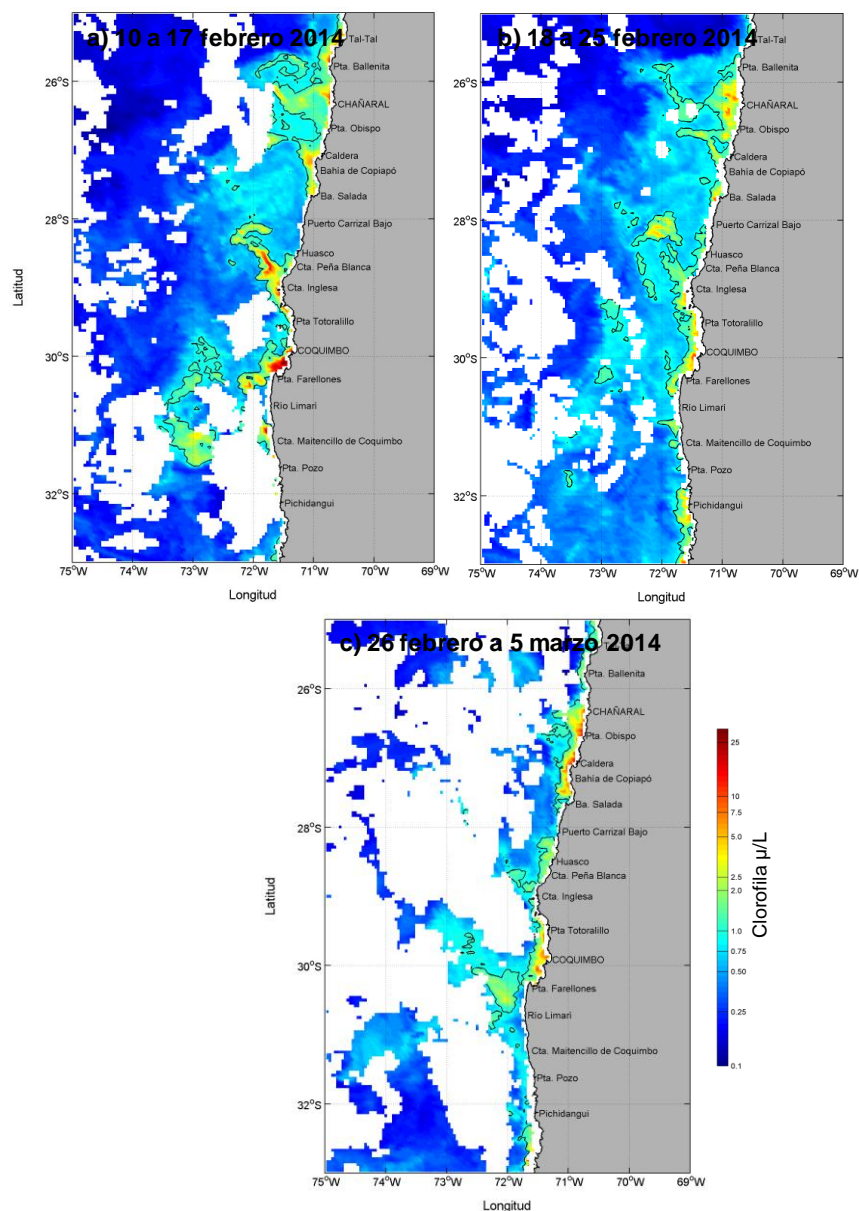 a) 10 a 17 febrero 2014
Tal-Tal
Pta. Ballenita
26°S
CHAÑARAL
Pta. Obispo
Caldera
Bahía de Copiapó
Ba. Salada
28°S
Puerto Carrizal Bajo
Huasco
Cta. Peña Blanca
Cta. Inglesa
Latitud
Pta Totoralillo
30°S
COQUIMBO
Pta. Farellones
Río Limari
Cta. Maitencillo de Coquimbo
Pta. Pozo
32°S
Pichidangui
75°W 74°W 73°W 72°W 71°W 70°W 69°W
Longitud
b) 18 a 25 febrero 2014
Tal-Tal
Pta. Ballenita
26°S
CHAÑARAL
Pta. Obispo
Caldera
Bahía de Copiapó
Ba. Salada
28°S
Puerto Carrizal Bajo
Huasco
Cta. Peña Blanca
Cta. Inglesa
Pta Totoralillo
30°S
COQUIMBO
Pta. Farellones
Río Limari
Cta. Maitencillo de Coquimbo
Pta. Pozo
32°S
Pichidangui
75°W 74°W 73°W 72°W 71°W 70°W 69°W
Longitud
c) 26 febrero a 5 marzo 2014
Pta. Ballenita
26°S
CHAÑARAL
Pta. Obispo
Caldera
Bahía de Copiapó
Ba. Salada
28°S
Puerto Carrizal Bajo
Huasco
Cta. Peña Blanca
Cta. Inglesa
Latitud
Pta Totoralillo
30°S
COQUIMBO
Pta. Farellones
Río Limari
Cta. Maitencillo de Coquimbo
Pta. Pozo
32°S
Pichidangui
75°W 74°W 73°W 72°W 71°W 70°W 69°W
Longitud
25
10
7.5
5.0
2.5
2.0
1.0
0.75
0.50
0.25
0.1
Clorofila µ/L